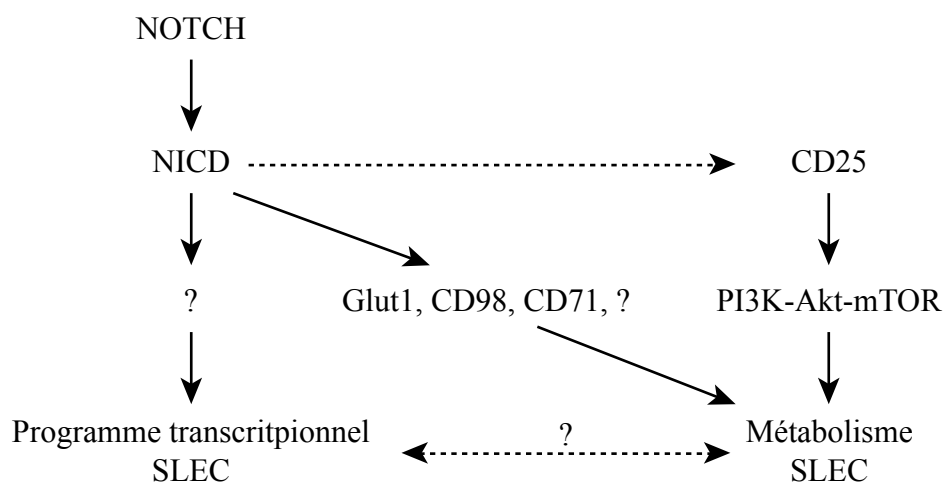 NOTCH
NICD
CD25
?
Glut1, CD98, CD71, ?
PI3K-Akt-mTOR
Programme transcritpionnel
SLEC
?
Métabolisme
SLEC